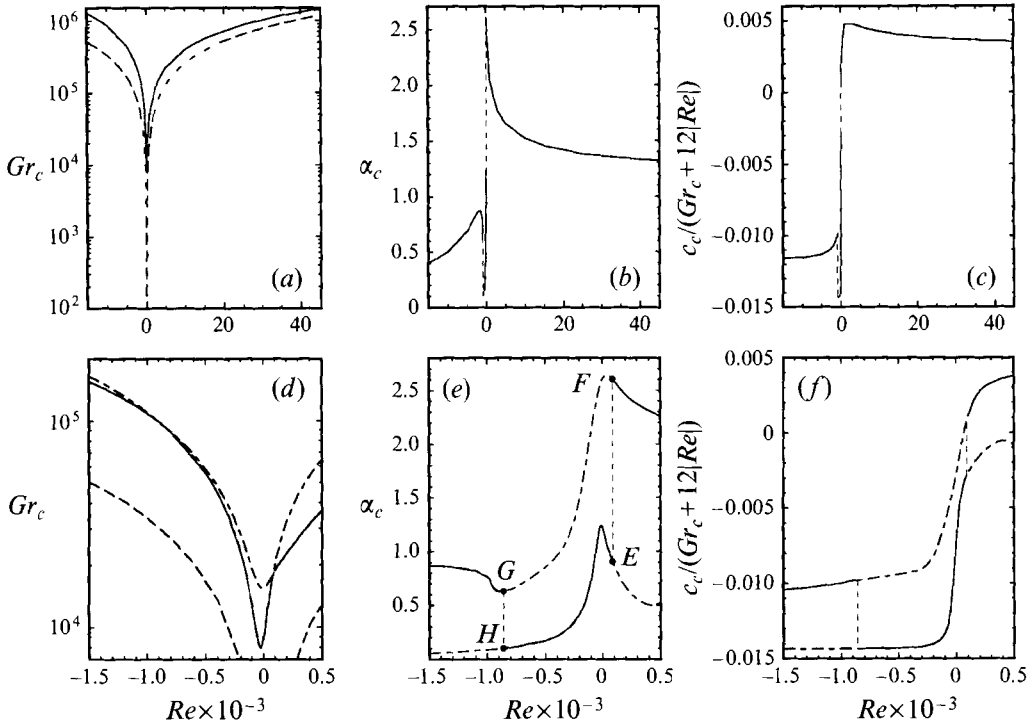 10^6
10^5
Gr_c
10^4
10^3
10^2
0
20
40
(a)
2.5
2.0
1.5
α_c
1.0
0.5
0
0
20
40
(b)
c_c/(Gr_c + 12|Re|)
0.005
0
−0.005
−0.010
−0.015
0
20
40
(c)
10^5
Gr_c
10^4
−1.5
−1.0
−0.5
0
0.5
Re × 10^−3
(d)
2.5
2.0
1.5
α_c
1.0
0.5
−1.5
−1.0
−0.5
0
0.5
Re × 10^−3
(e)
F
G
E
H
c_c/(Gr_c + 12|Re|)
0.005
0
−0.005
−0.010
−0.015
−1.5
−1.0
−0.5
0
0.5
Re × 10^−3
(f)